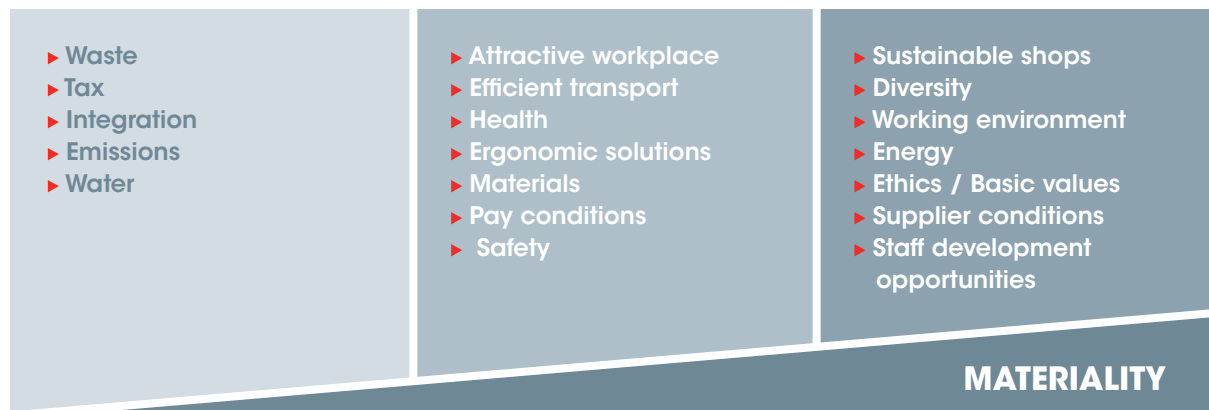 Waste
Tax
Integration
Emissions
Water
Attractive workplace
Efficient transport
Health
Ergonomic solutions
Materials
Pay conditions
Safety
Sustainable shops
Diversity
Working environment
Energy
Ethics / Basic values
Supplier conditions
Staff development
opportunities
MATERIALITY